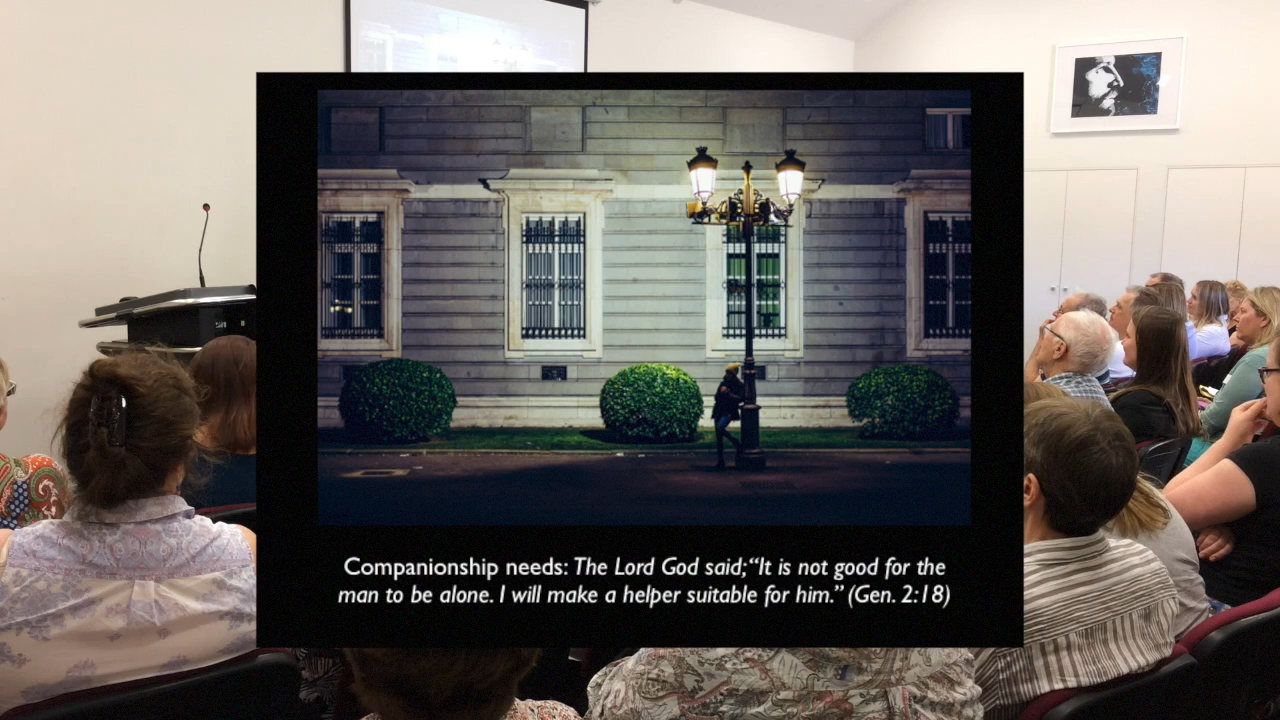 Companionship needs: The Lord God said;“It is not good for the
man to be alone. I will make a helper suitable for him.” (Gen. 2:18)